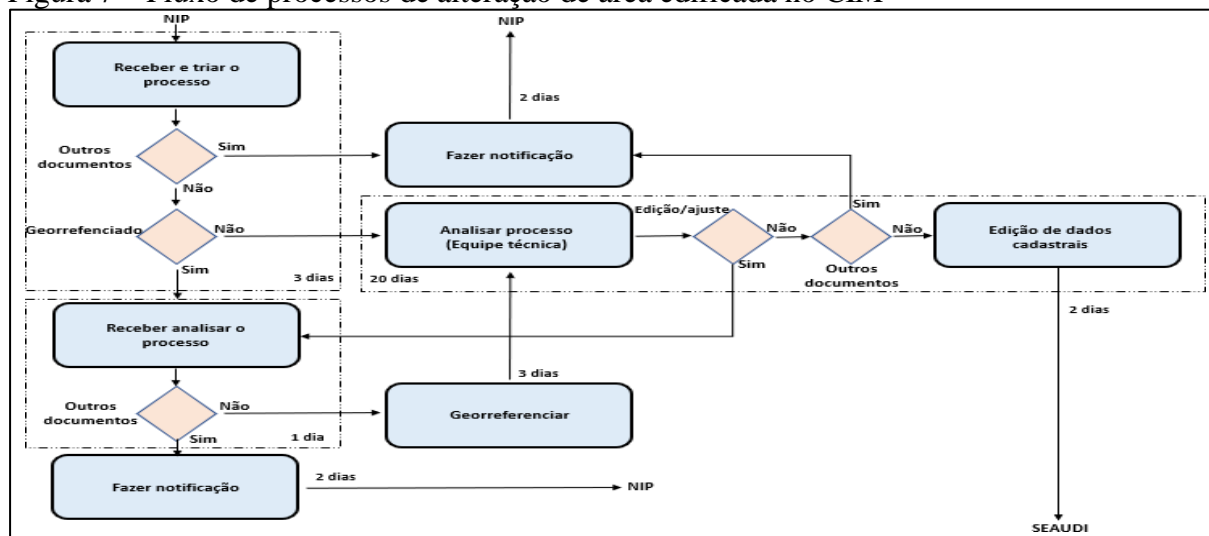 Figura 7 – Fluxo de processos de alteração de área edificada no CIM
NIP
NIP
Receber e triar o
processo
2 dias
Outros
documentos
Sim
Fazer notificação
Não
Georrefenciado
Não
Analisar processo
(Equipe técnica)
Edição/ajuste
Não
Sim
Sim
Não
Outros
documentos
Edição de dados
cadastrais
Sim
3 dias
20 dias
2 dias
Receber analisar o
processo
3 dias
Outros
documentos
Não
Georreferenciar
Sim
1 dia
Fazer notificação
2 dias
NIP
SEAUDI